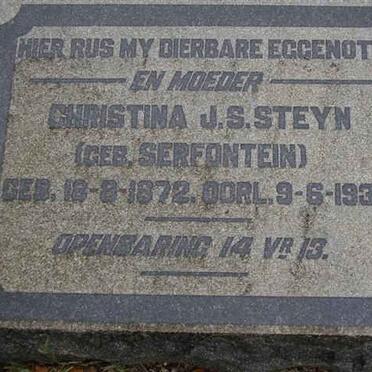 HIER RUS MY DIERBARE EGGENOT
EN MOEDER
CHRISTINA J.S. STEYN
(GEB. SERFONTEIN)
GEB. 18-8-1872. OORL. 9-6-193
OPENBARING 14 VR 13.